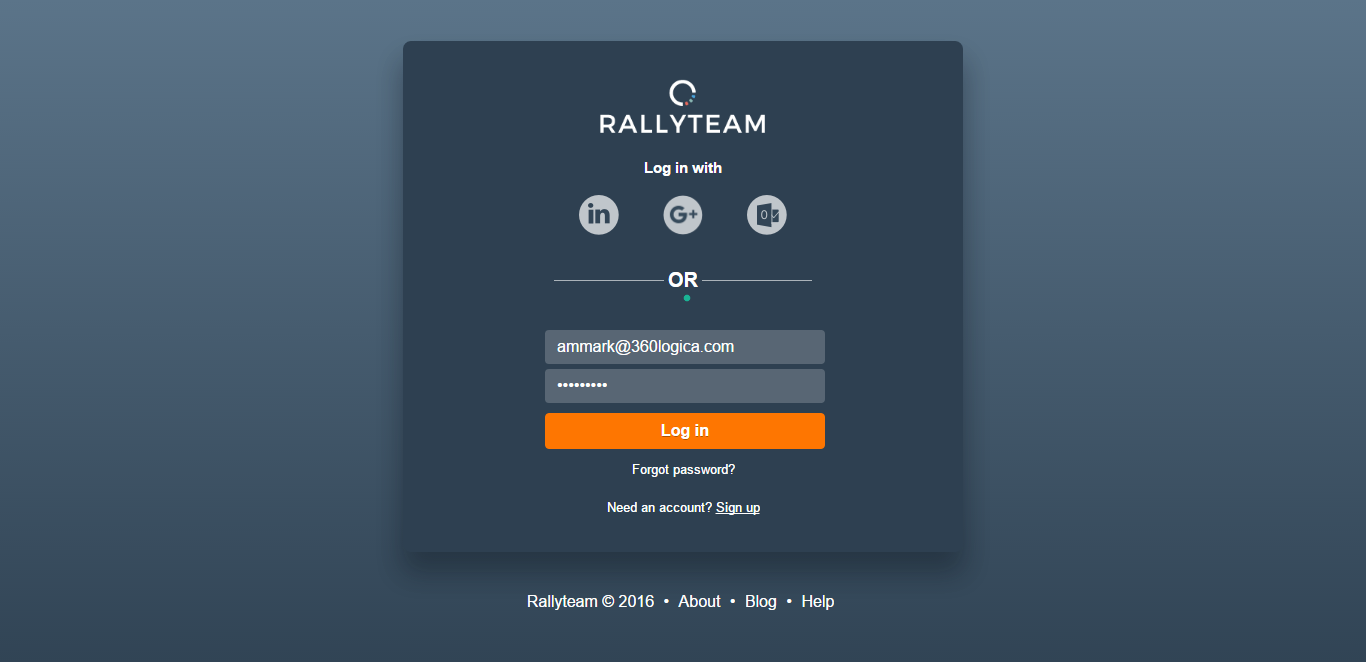 RALLYTEAM
Log in with
in G+ O
OR
ammark@360logica.com
•••••••••
Log in
Forgot password?
Need an account? Sign up
Rallyteam © 2016 • About • Blog • Help